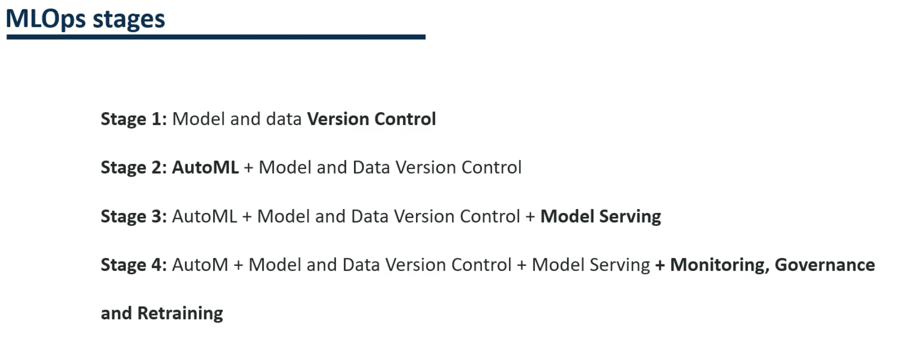 MLOps stages
Stage 1: Model and data Version Control
Stage 2: AutoML + Model and Data Version Control
Stage 3: AutoML + Model and Data Version Control + Model Serving
Stage 4: AutoM + Model and Data Version Control + Model Serving + Monitoring, Governance
and Retraining